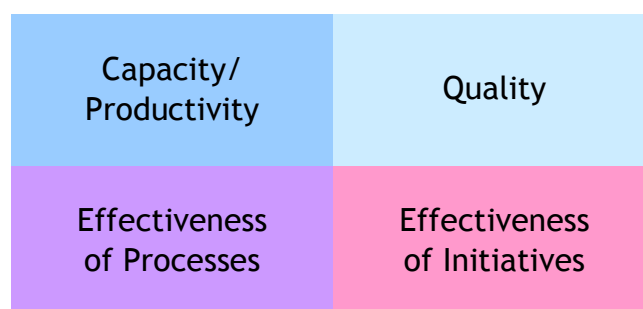 Capacity/
Productivity
Quality
Effectiveness
of Processes
Effectiveness
of Initiatives